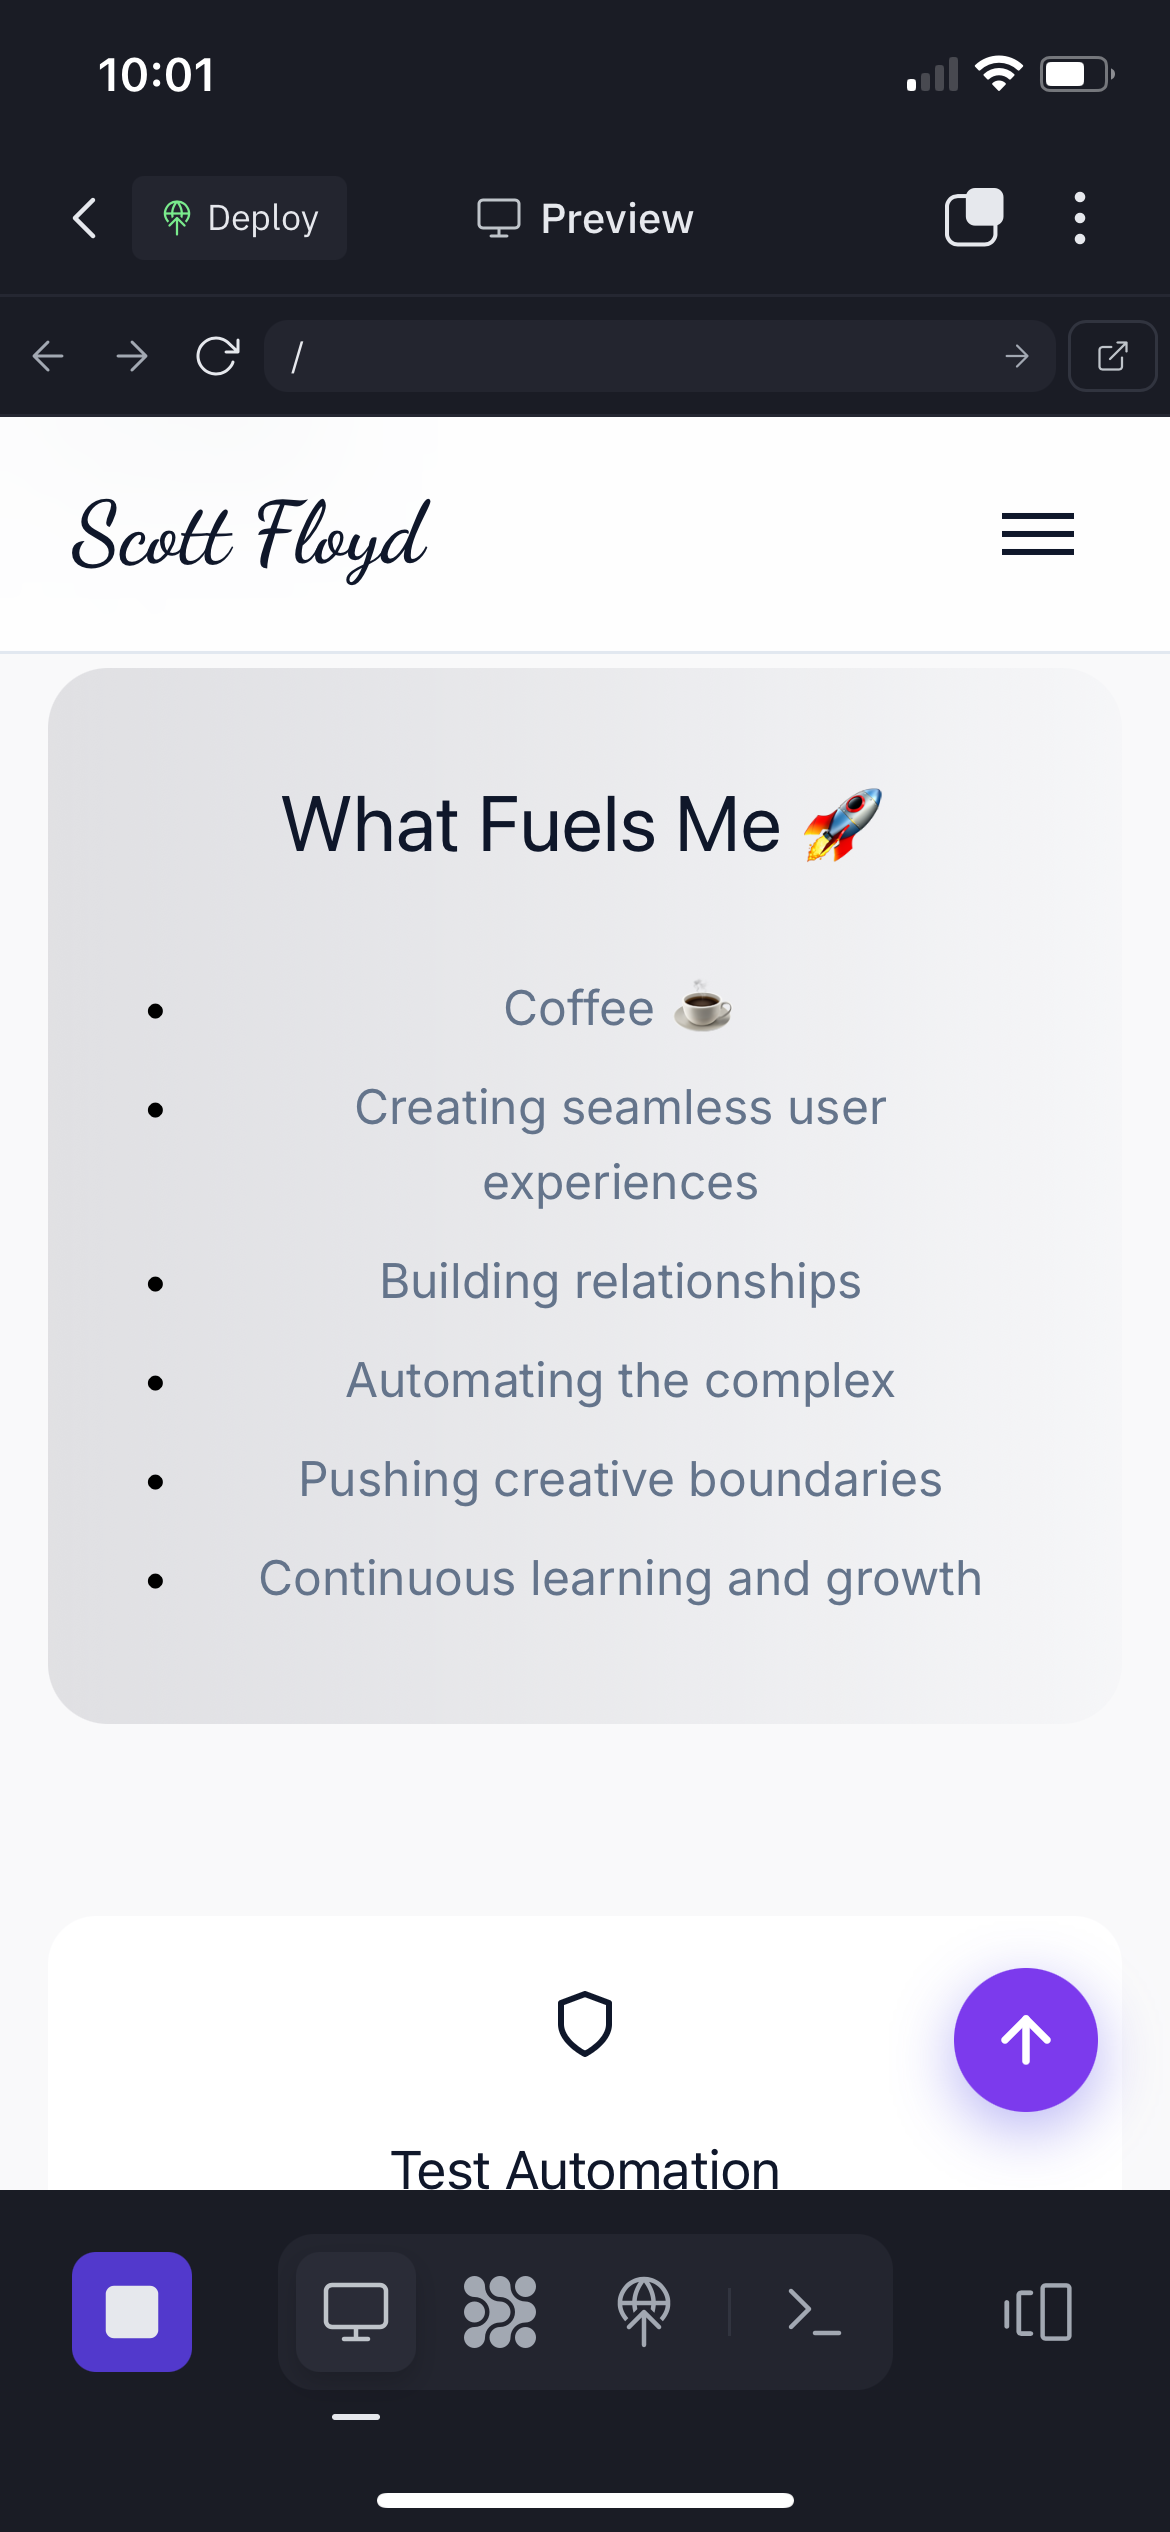 10:01
Deploy
Preview
/
Scott Floyd
What Fuels Me 🚀
• Coffee ☕
• Creating seamless user
experiences
• Building relationships
• Automating the complex
• Pushing creative boundaries
• Continuous learning and growth
Test Automation